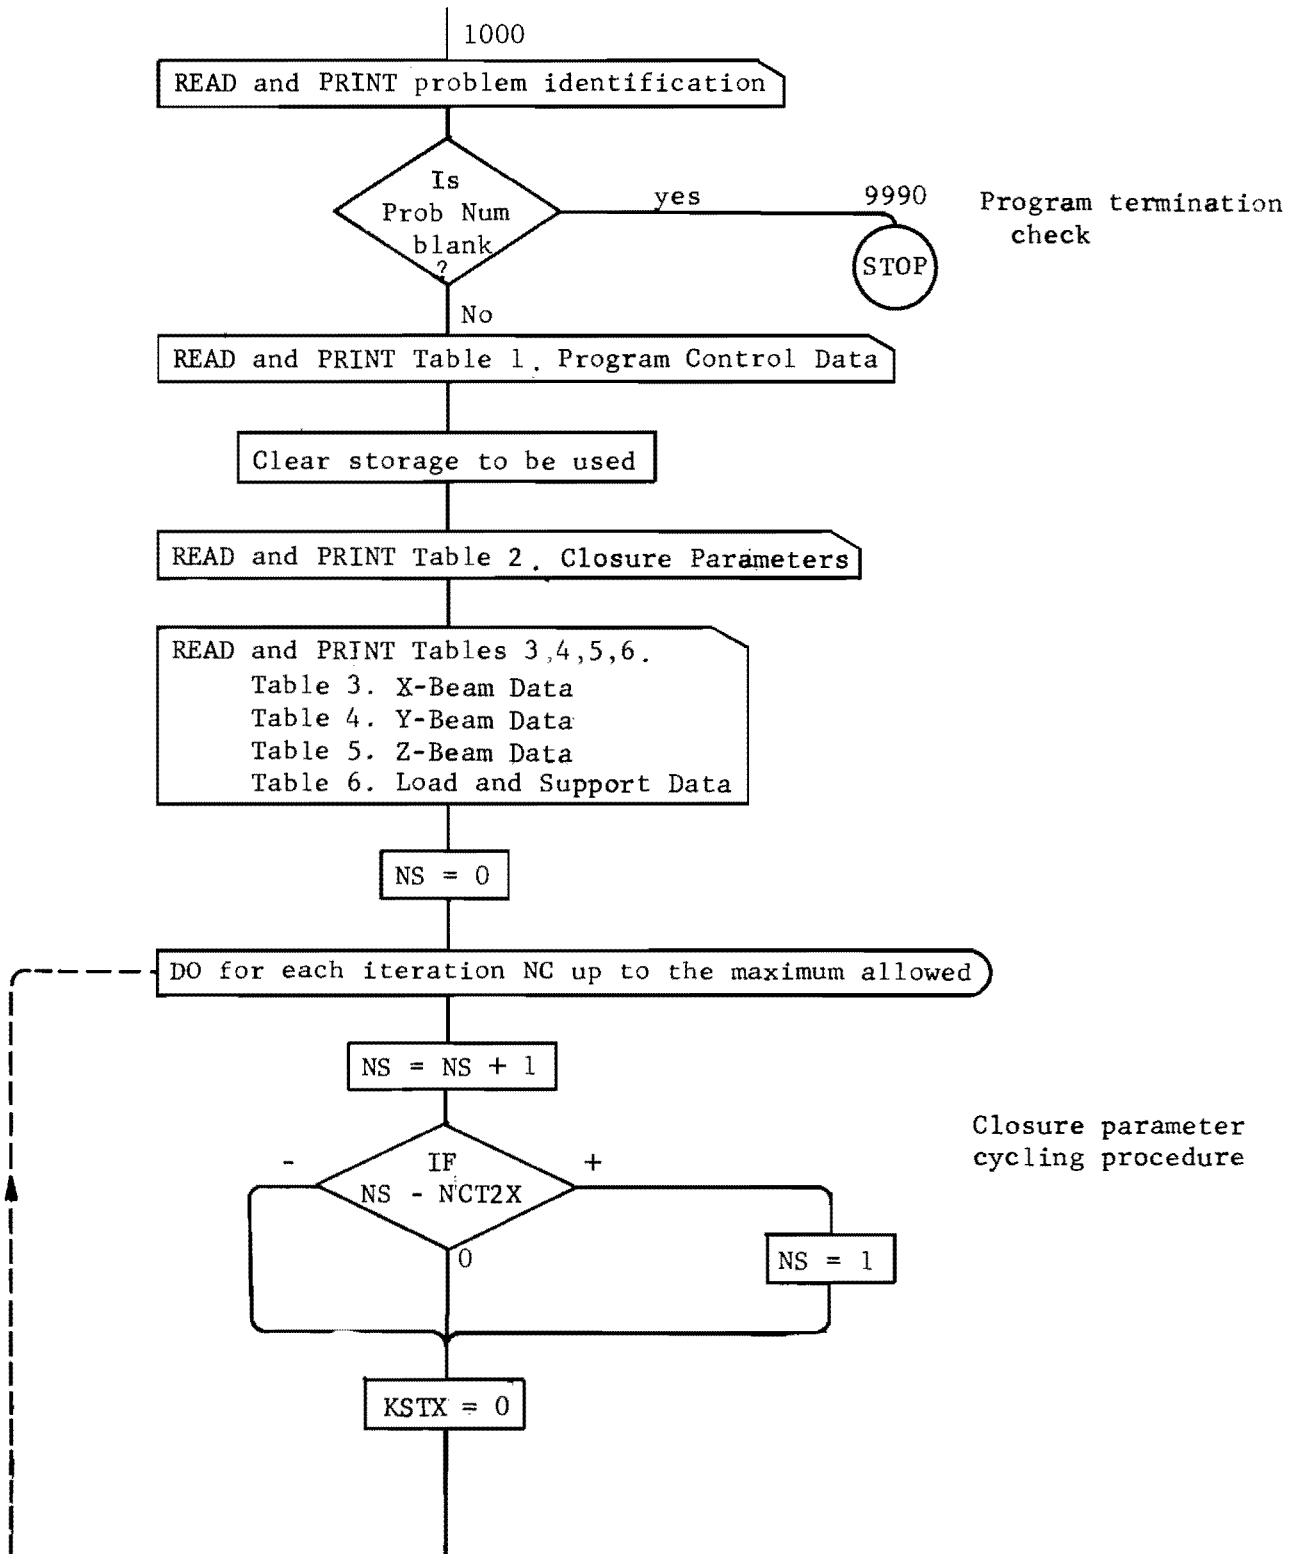 1000
READ and PRINT problem identification
Is
Prob Num
blank
?
yes
9990
STOP
Program termination
check
No
READ and PRINT Table 1. Program Control Data
Clear storage to be used
READ and PRINT Table 2. Closure Parameters
READ and PRINT Tables 3,4,5,6.
Table 3. X-Beam Data
Table 4. Y-Beam Data
Table 5. Z-Beam Data
Table 6. Load and Support Data
NS = 0
DO for each iteration NC up to the maximum allowed
NS = NS + 1
Closure parameter
cycling procedure
-
IF
+
NS - NCT2X
0
NS = 1
KSTX = 0